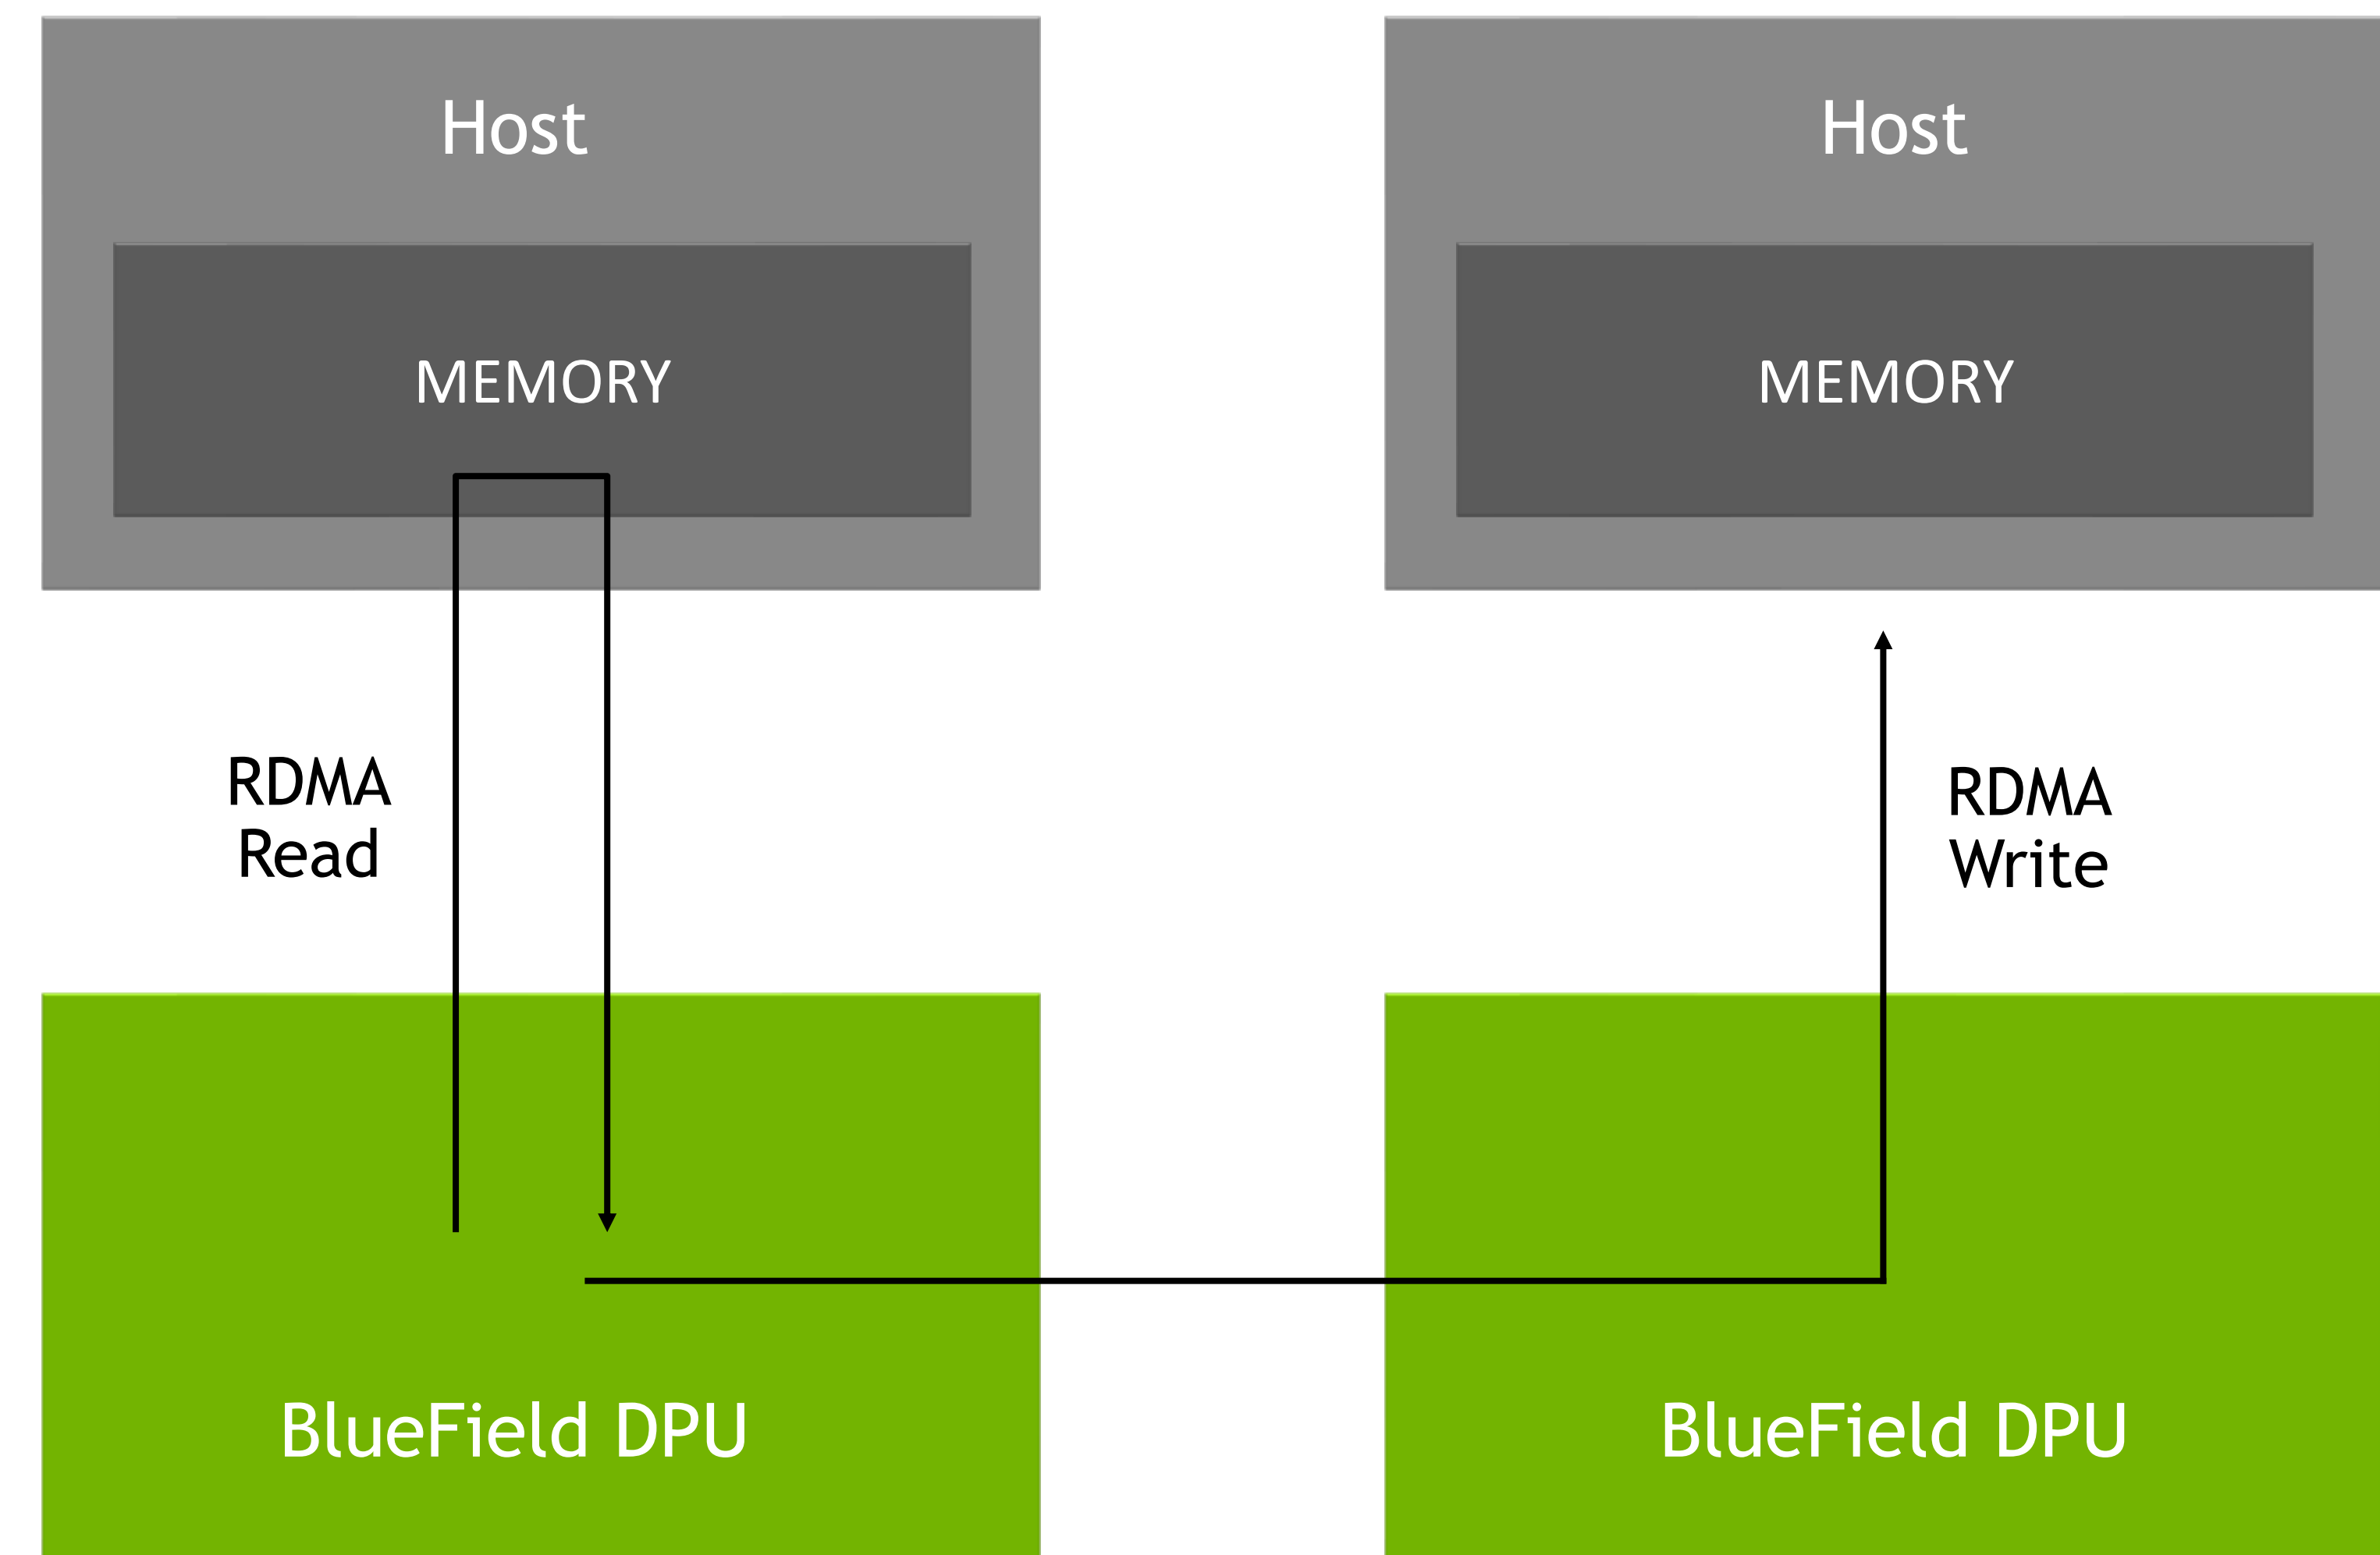 Host
Host
MEMORY
MEMORY
RDMA
Read
RDMA
Write
BlueField DPU
BlueField DPU